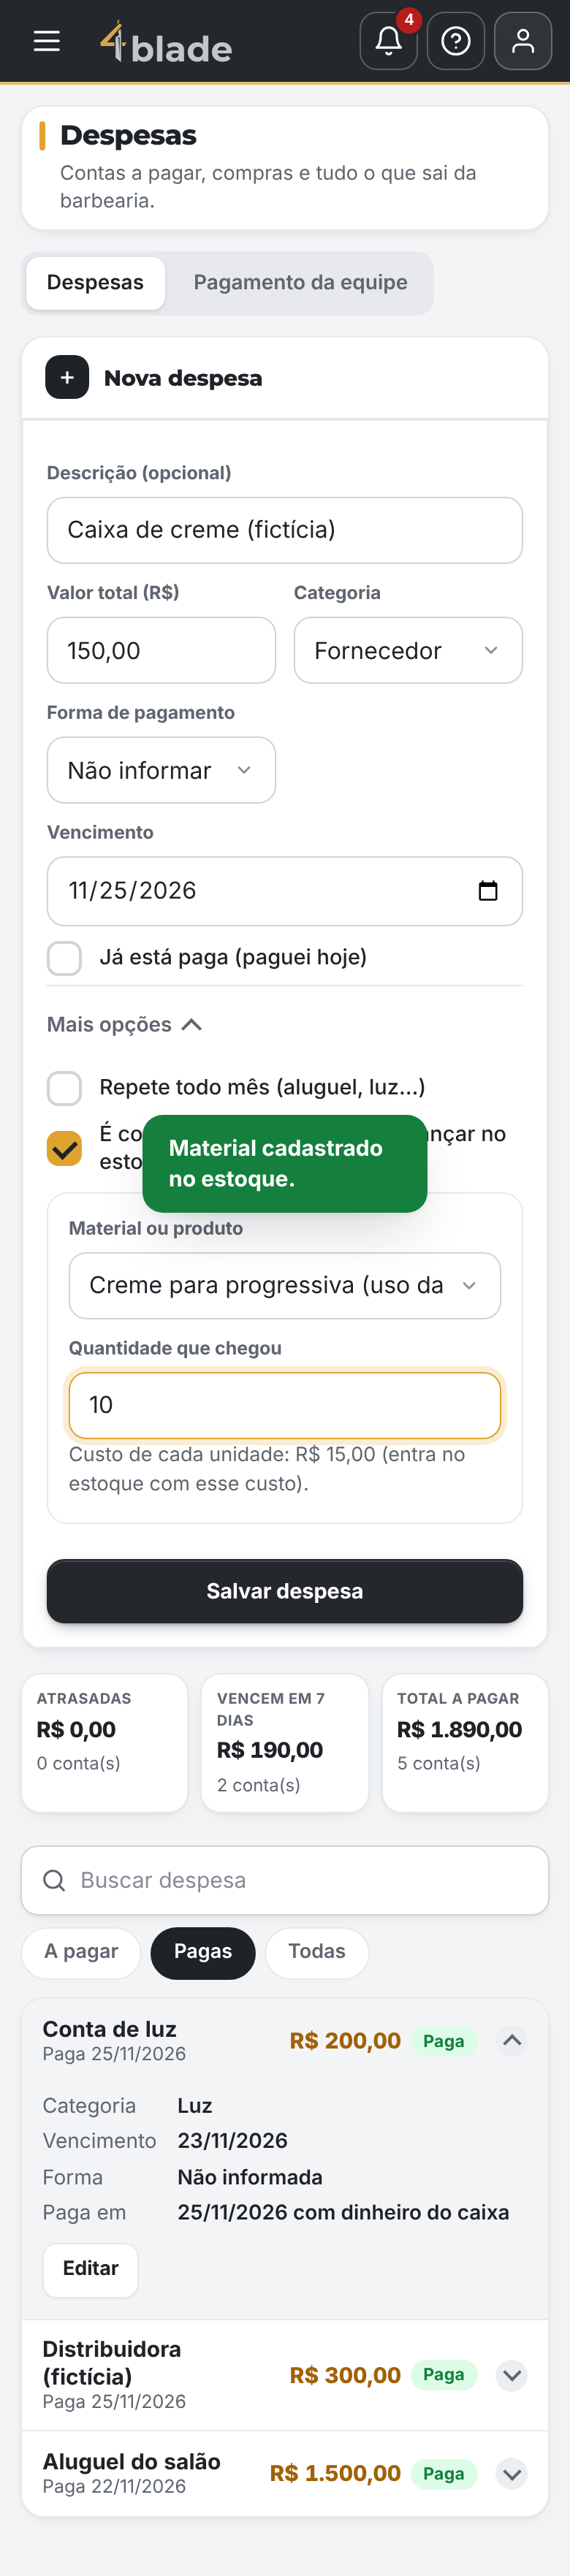 4blade
4
Despesas
Contas a pagar, compras e tudo o que sai da
barbearia.
Despesas
Pagamento da equipe
+ Nova despesa
Descrição (opcional)
Caixa de creme (fictícia)
Valor total (R$)
Categoria
150,00
Fornecedor
Forma de pagamento
Não informar
Vencimento
11/25/2026
Já está paga (paguei hoje)
Mais opções
Repete todo mês (aluguel, luz...)
É co
nçar no
esto
Material cadastrado
no estoque.
Material ou produto
Creme para progressiva (uso da
Quantidade que chegou
10
Custo de cada unidade: R$ 15,00 (entra no
estoque com esse custo).
Salvar despesa
ATRASADAS
R$ 0,00
0 conta(s)
VENCEM EM 7
DIAS
R$ 190,00
2 conta(s)
TOTAL A PAGAR
R$ 1.890,00
5 conta(s)
Buscar despesa
A pagar
Pagas
Todas
Conta de luz
Paga 25/11/2026
R$ 200,00
Paga
Categoria Luz
Vencimento 23/11/2026
Forma Não informada
Paga em 25/11/2026 com dinheiro do caixa
Editar
Distribuidora
(fictícia)
Paga 25/11/2026
R$ 300,00
Paga
Aluguel do salão
Paga 22/11/2026
R$ 1.500,00
Paga